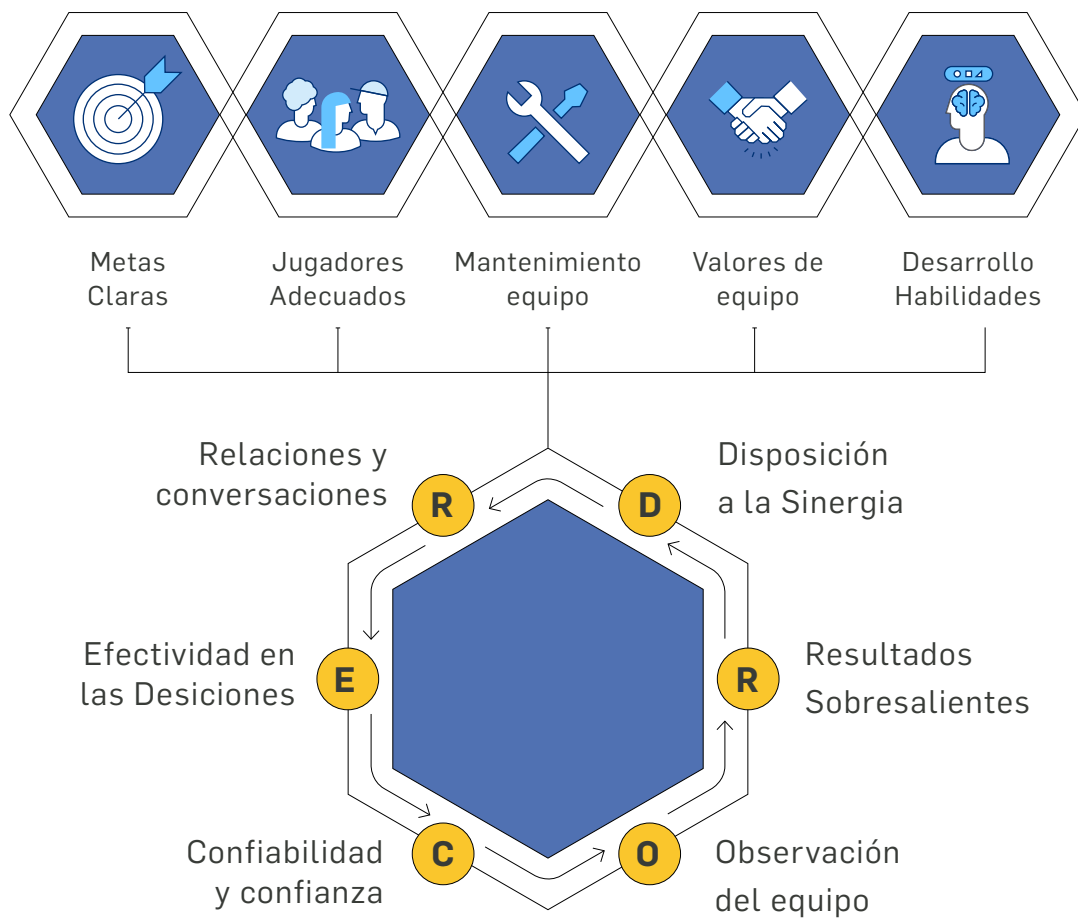 Metas
Claras
Jugadores
Adecuados
Mantenimiento
equipo
Valores de
equipo
Desarrollo
Habilidades
Relaciones y
conversaciones
R
D
Disposición
a la Sinergia
Efectividad en
las Desiciones
E
R
Resultados
Sobresalientes
Confiabilidad
y confianza
C
O
Observación
del equipo